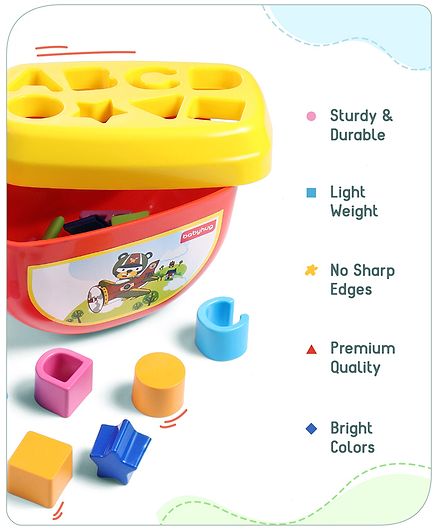 A B C D
babyhug
Sturdy &
Durable
Light
Weight
No Sharp
Edges
Premium
Quality
Bright
Colors